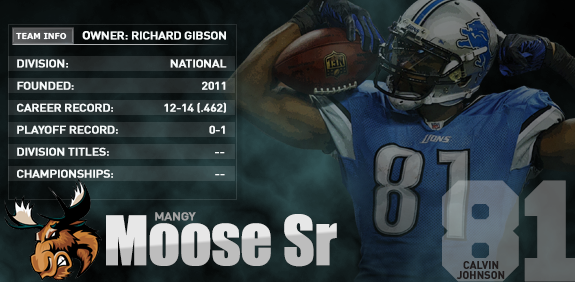 TEAM INFO OWNER: RICHARD GIBSON
DIVISION: NATIONAL
FOUNDED: 2011
CAREER RECORD: 12-14 (.462)
PLAYOFF RECORD: 0-1
DIVISION TITLES: --
CHAMPIONSHIPS: --
MANGY
Moose Sr
LIONS
81
81
CALVIN
JOHNSON